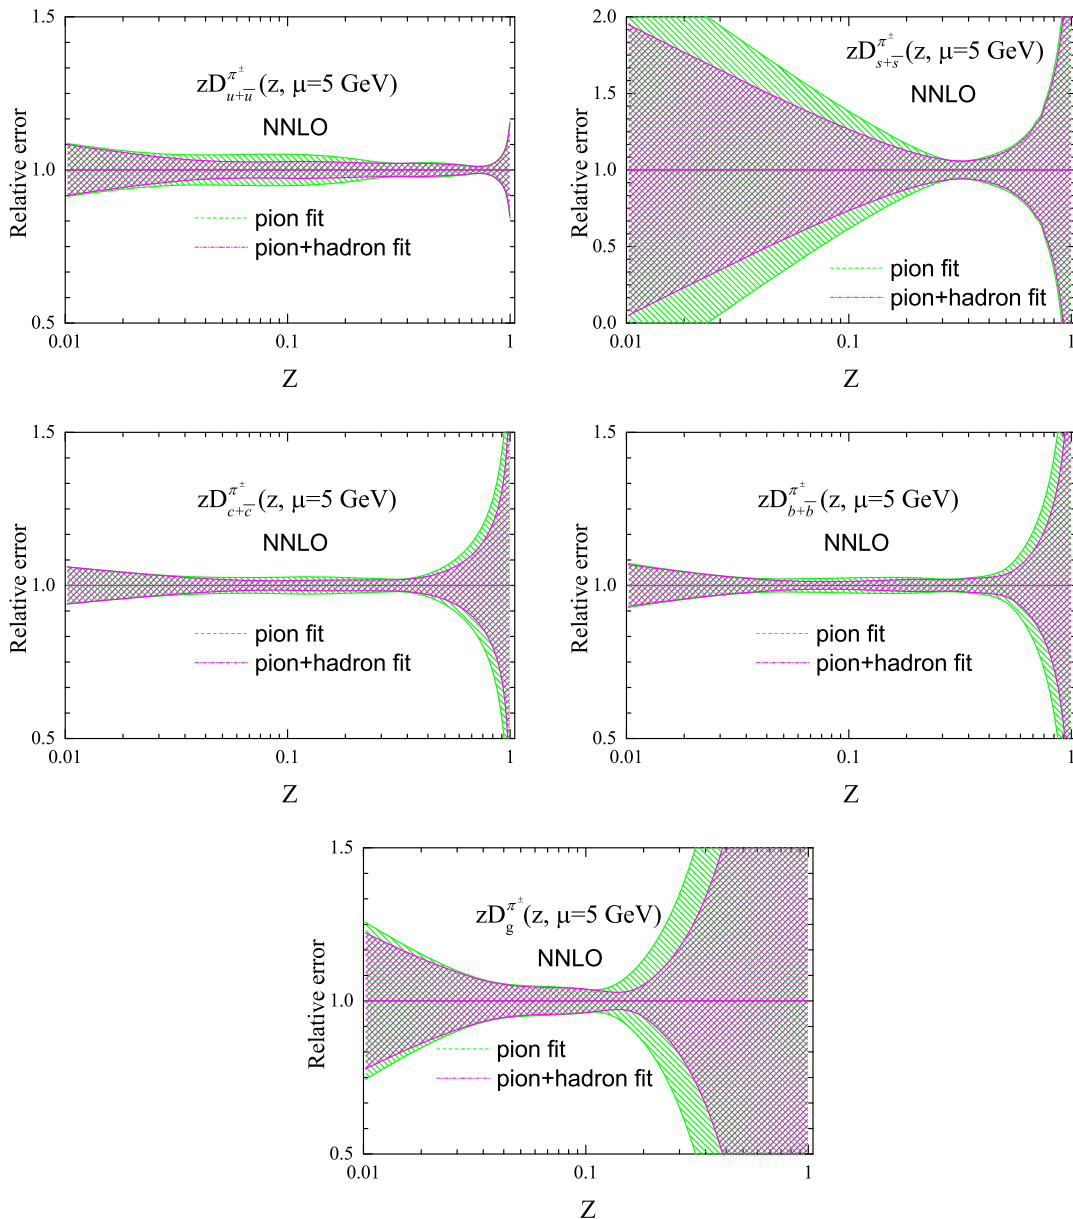 1.5
zD^{π^±}_{u+\overline{u}}(z, μ=5 GeV)
NNLO
1.0
Relative error
pion fit
pion+hadron fit
0.5
0.01 0.1 1
Z
2.0
zD^{π^±}_{s+\overline{s}}(z, μ=5 GeV)
1.5
NNLO
1.0
Relative error
0.5
pion fit
pion+hadron fit
0.0
0.01 0.1 1
Z
1.5
zD^{π^±}_{c+\overline{c}}(z, μ=5 GeV)
NNLO
1.0
Relative error
pion fit
pion+hadron fit
0.5
0.01 0.1 1
Z
1.5
zD^{π^±}_{b+\overline{b}}(z, μ=5 GeV)
NNLO
1.0
Relative error
pion fit
pion+hadron fit
0.5
0.01 0.1 1
Z
1.5
zD^{π^±}_{g}(z, μ=5 GeV)
NNLO
1.0
Relative error
pion fit
pion+hadron fit
0.5
0.01 0.1 1
Z